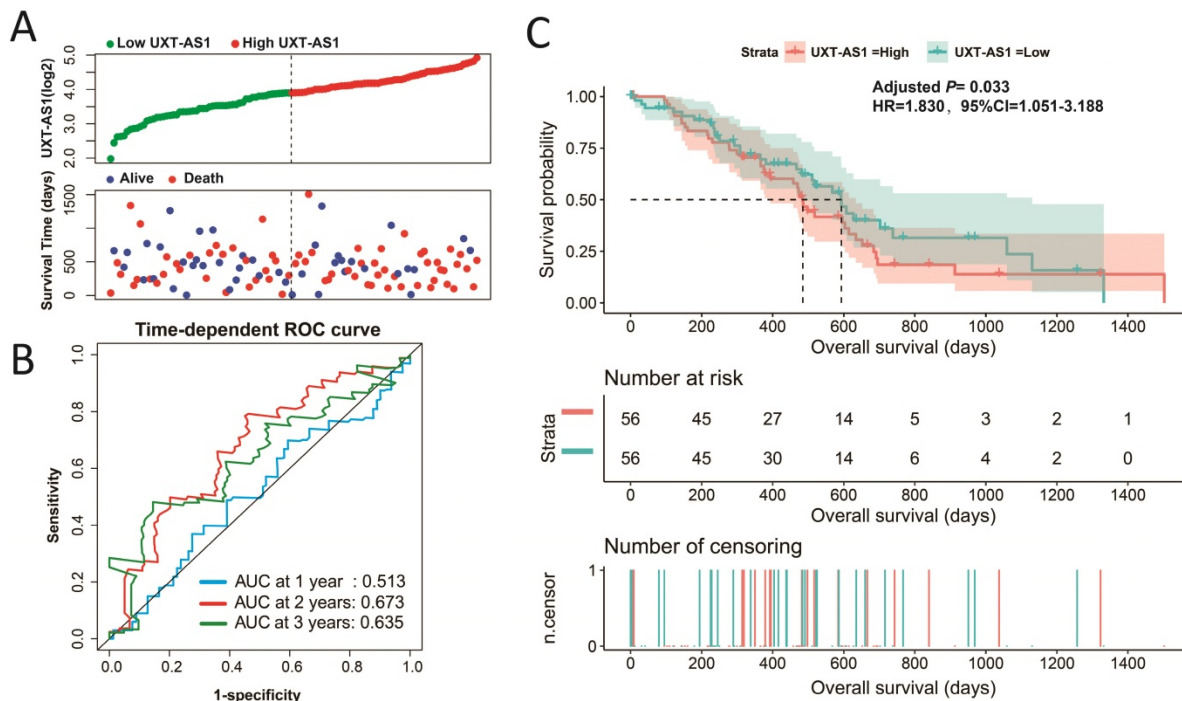 A
Low UXT-AS1 High UXT-AS1
UXT-AS1(log2)
5.0
4.0
3.0
2.0
Alive Death
Survival Time (days)
1500
500
0
B
Time-dependent ROC curve
Sensitivity
1.0
0.8
0.6
0.4
0.2
0.0
AUC at 1 year : 0.513
AUC at 2 years: 0.673
AUC at 3 years: 0.635
0.0 0.2 0.4 0.6 0.8 1.0
1-specificity
C
Strata UXT-AS1 =High UXT-AS1 =Low
Adjusted P= 0.033
HR=1.830, 95%CI=1.051-3.188
Survival probability
1.00
0.75
0.50
0.25
0.00
0 200 400 600 800 1000 1200 1400
Overall survival (days)
Number at risk
Strata
56 45 27 14 5 3 2 1
56 45 30 14 6 4 2 0
0 200 400 600 800 1000 1200 1400
Overall survival (days)
Number of censoring
n.censor
1
0
0 200 400 600 800 1000 1200 1400
Overall survival (days)